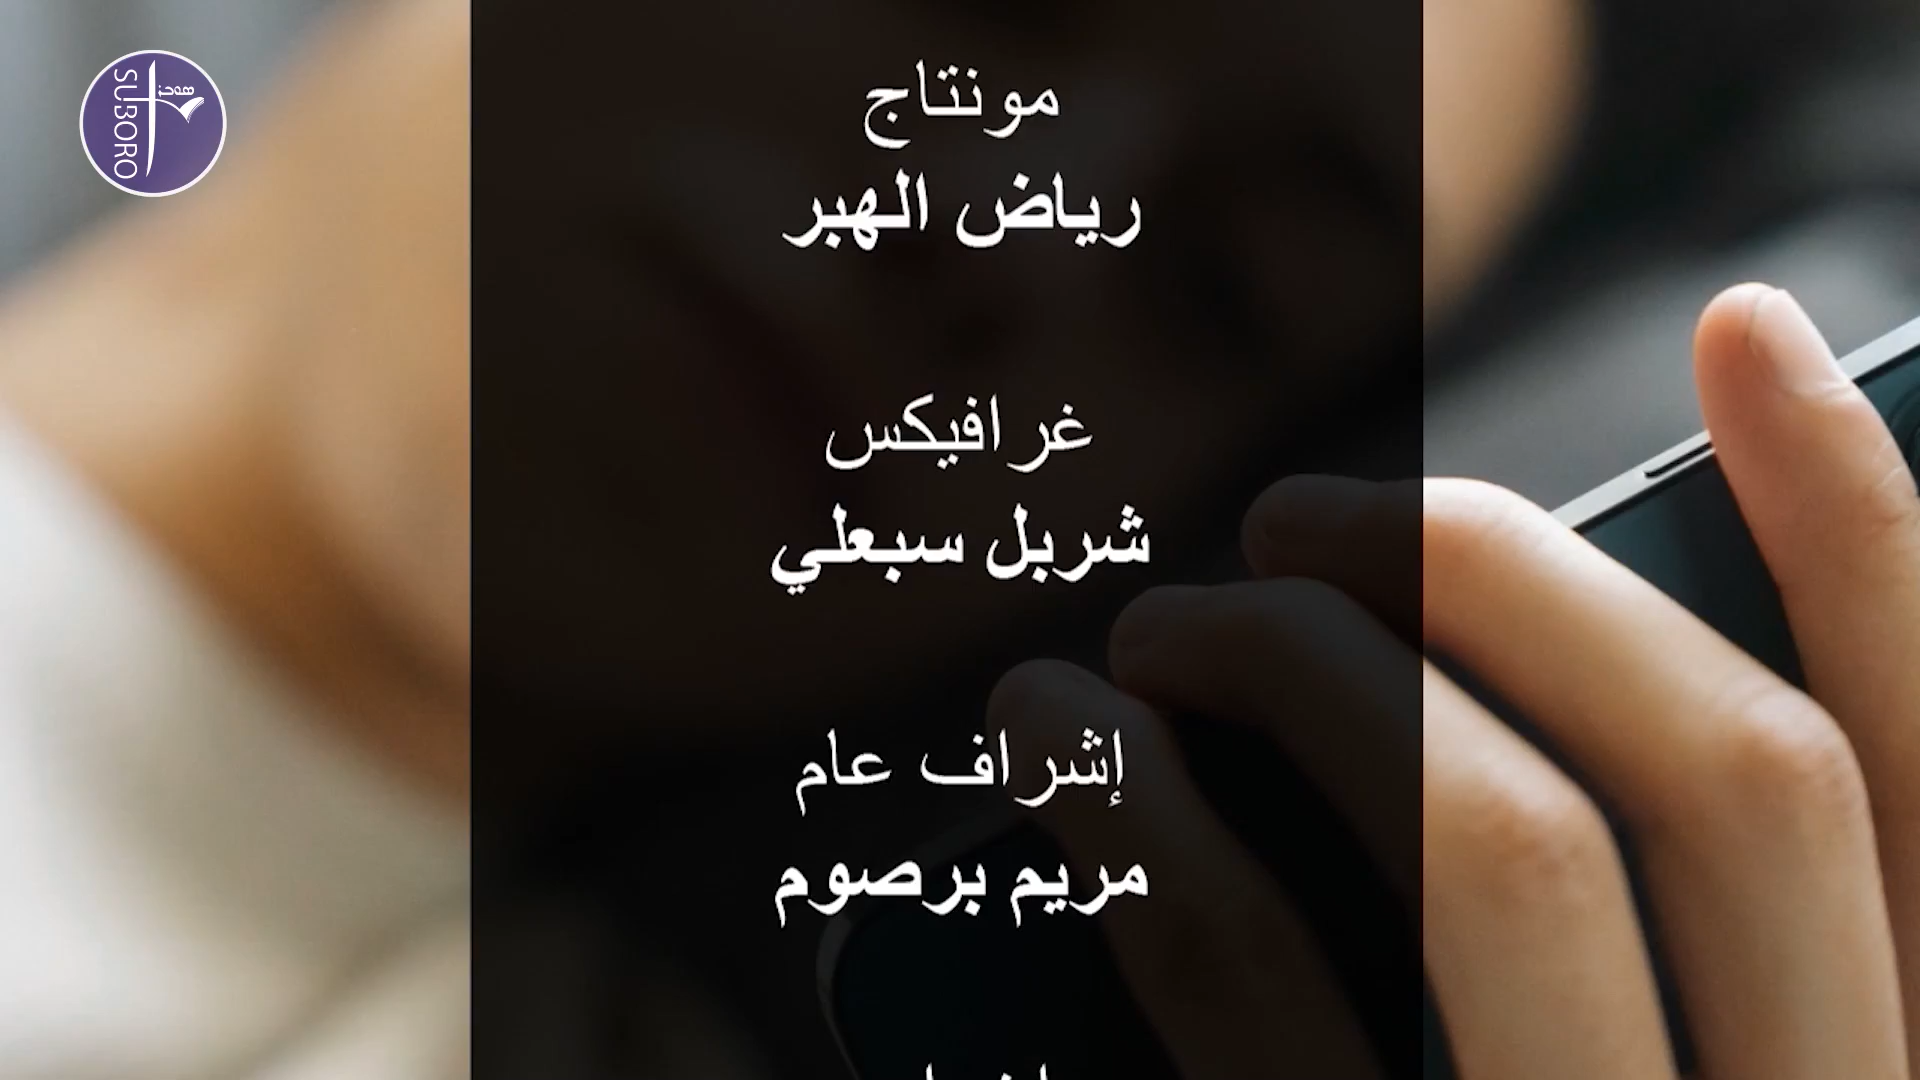 SUBORO
مونتاج
رياض الهبر
غرافيكس
شربل سبعلي
إشراف عام
مريم برصوم